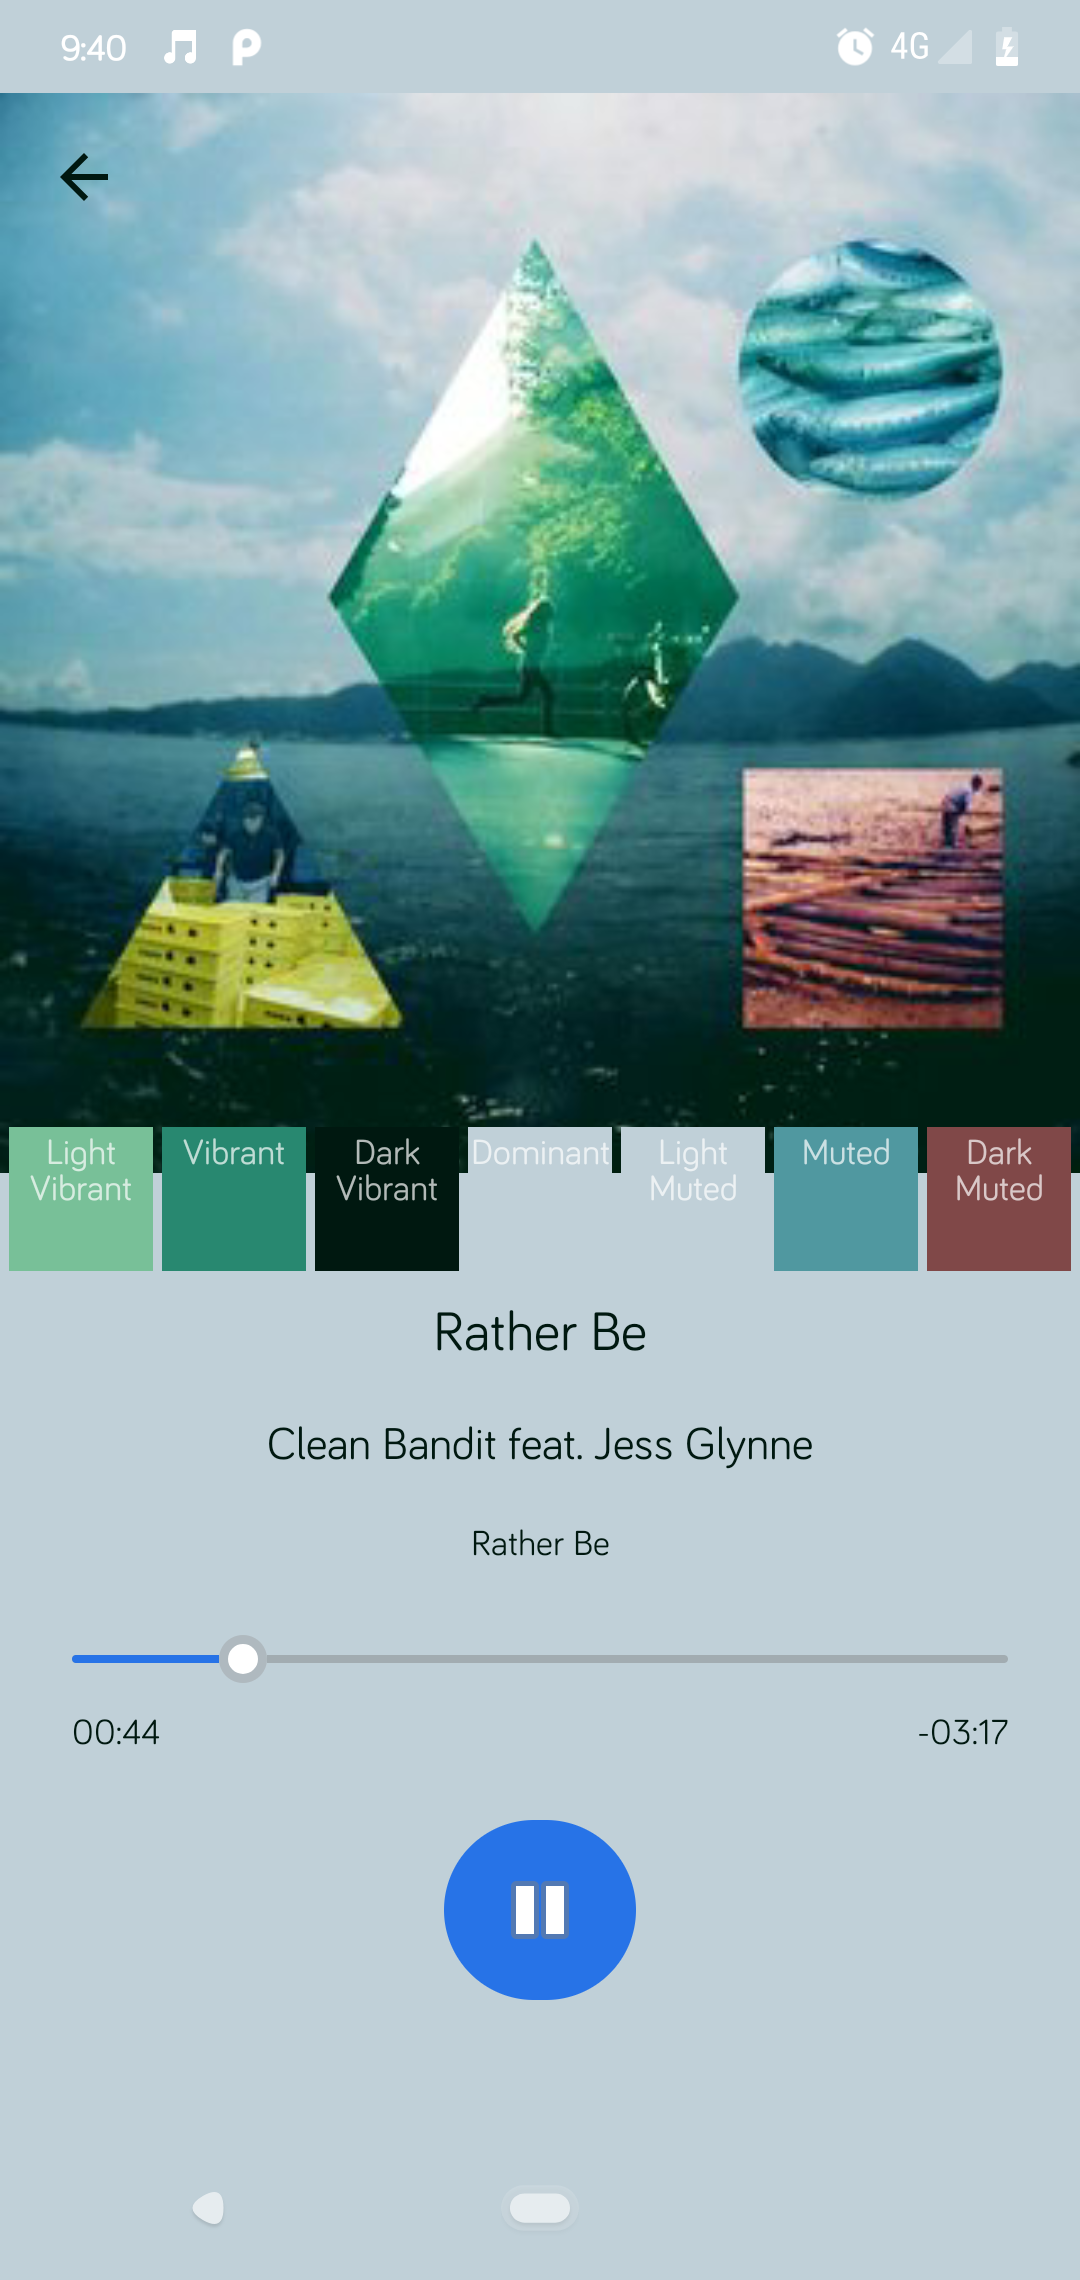 9:40
4G
Light
Vibrant
Vibrant
Dark
Vibrant
Dominant
Light
Muted
Muted
Dark
Muted
Rather Be
Clean Bandit feat. Jess Glynne
Rather Be
00:44
-03:17